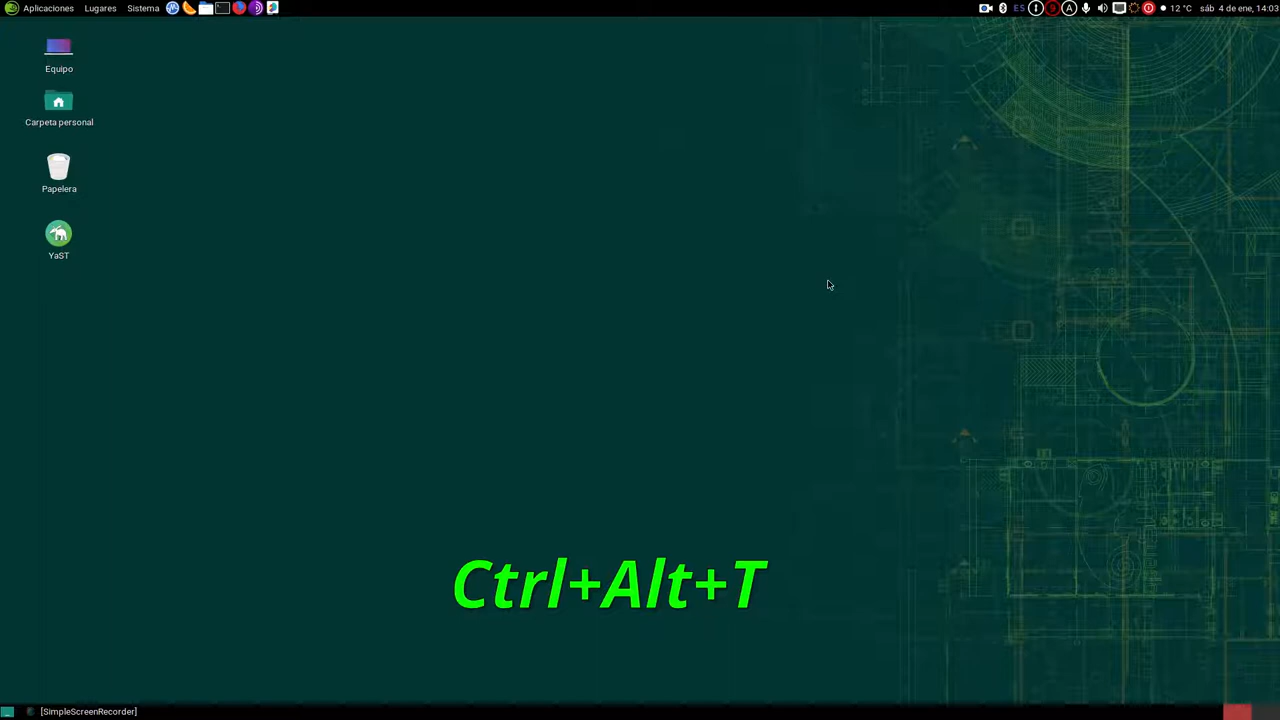 Aplicaciones Lugares Sistema
ES
9
A
12 °C
sáb 4 de ene, 14:03
Equipo
Carpeta personal
Papelera
YaST
Ctrl+Alt+T
[SimpleScreenRecorder]